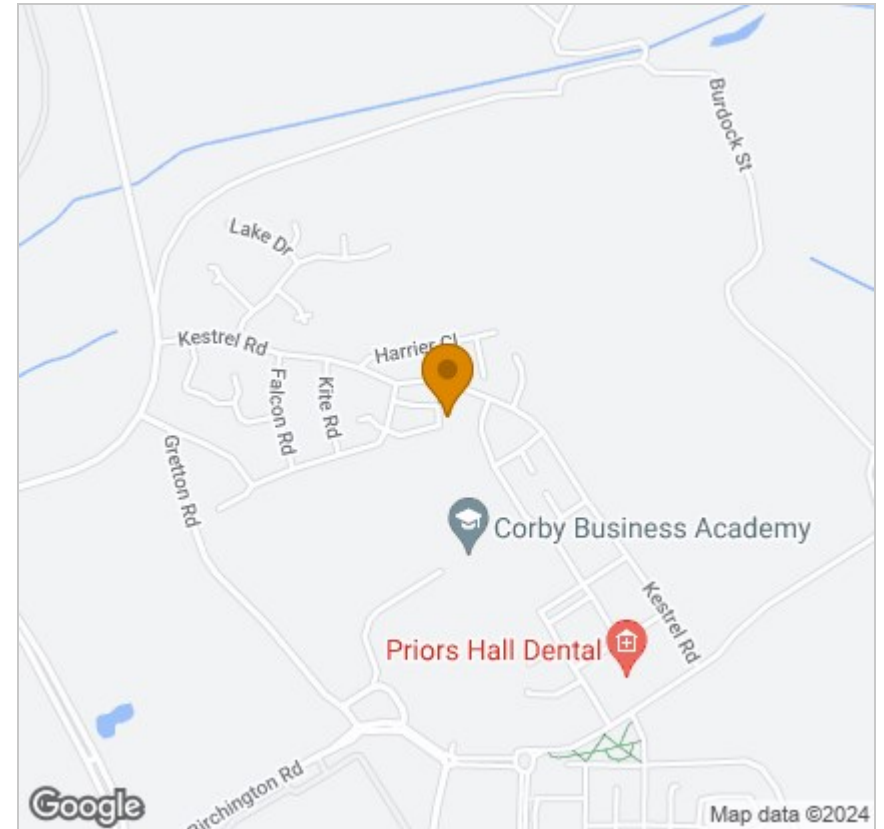 Burdock St
Lake Dr
Kestrel Rd
Harrier Cl
Falcon Rd
Kite Rd
Gretton Rd
Corby Business Academy
Kestrel Rd
Priors Hall Dental
Birchington Rd
Google
Map data ©2024